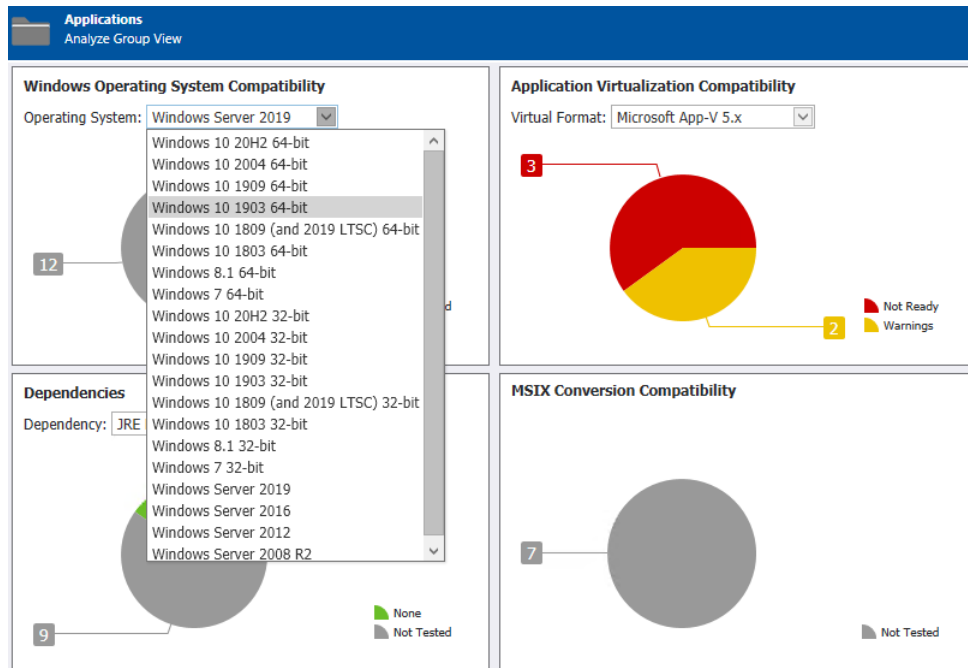 Applications
Analyze Group View
Windows Operating System Compatibility
Operating System: Windows Server 2019
Windows 10 20H2 64-bit
Windows 10 2004 64-bit
Windows 10 1909 64-bit
Windows 10 1903 64-bit
Windows 10 1809 (and 2019 LTSC) 64-bit
Windows 10 1803 64-bit
Windows 8.1 64-bit
Windows 7 64-bit
Windows 10 20H2 32-bit
Windows 10 2004 32-bit
Windows 10 1909 32-bit
Windows 10 1903 32-bit
Windows 10 1809 (and 2019 LTSC) 32-bit
Windows 10 1803 32-bit
Windows 8.1 32-bit
Windows 7 32-bit
Windows Server 2019
Windows Server 2016
Windows Server 2012
Windows Server 2008 R2
12
d
Application Virtualization Compatibility
Virtual Format: Microsoft App-V 5.x
3
2
Not Ready
Warnings
Dependencies
Dependency: JRE
9
None
Not Tested
MSIX Conversion Compatibility
7
Not Tested